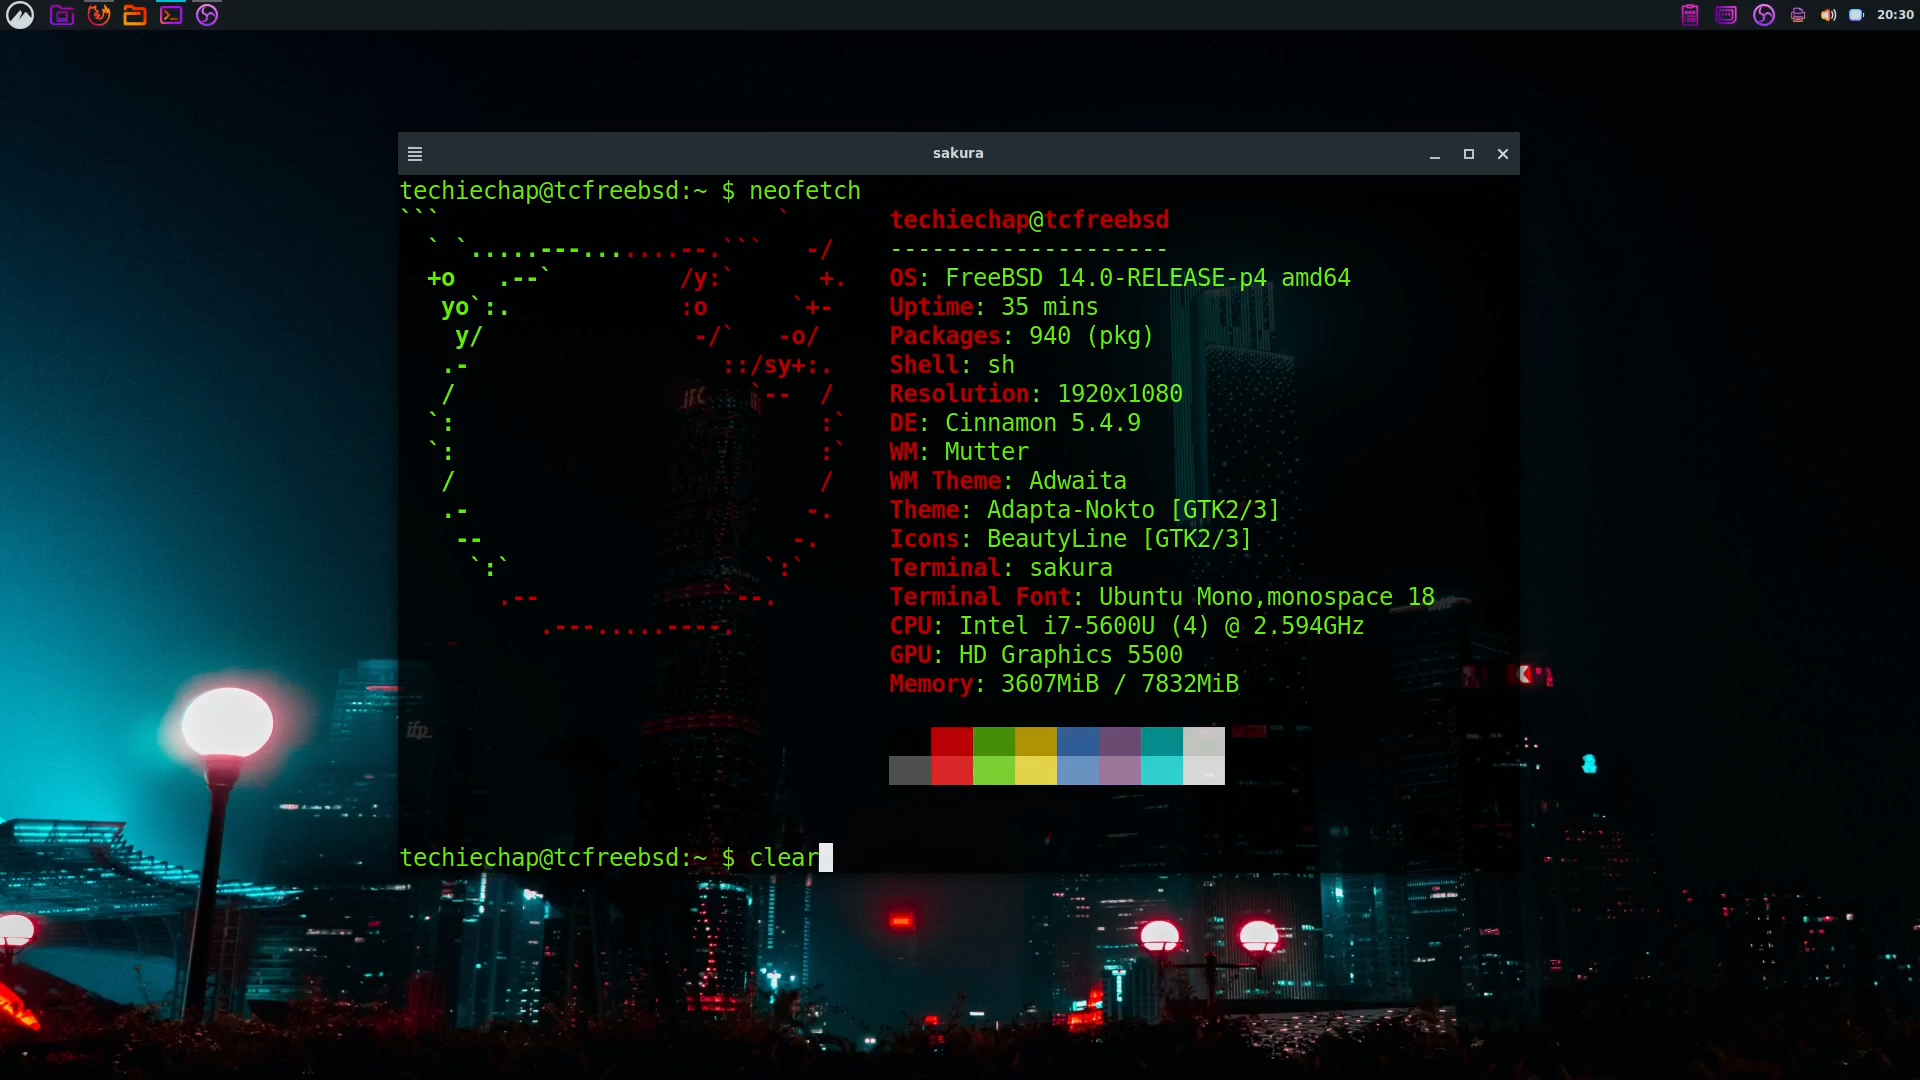 20:30
sakura
techiechap@tcfreebsd:~ $ neofetch
```                        `
  ` `.....---.......--.```   -/
  +o   .--`         /y:`      +.
   yo`:.            :o      `+-
    y/               -/`   -o/
   .-                  ::/sy+:.
   /                     `--  /
  `:                          :`
  `:                          :`
   /                          /
   .-                        -.
    --                      -.
     `:`                  `:`
       .--             `--.
          .---.....----.
techiechap@tcfreebsd
--------------------
OS: FreeBSD 14.0-RELEASE-p4 amd64
Uptime: 35 mins
Packages: 940 (pkg)
Shell: sh
Resolution: 1920x1080
DE: Cinnamon 5.4.9
WM: Mutter
WM Theme: Adwaita
Theme: Adapta-Nokto [GTK2/3]
Icons: BeautyLine [GTK2/3]
Terminal: sakura
Terminal Font: Ubuntu Mono,monospace 18
CPU: Intel i7-5600U (4) @ 2.594GHz
GPU: HD Graphics 5500
Memory: 3607MiB / 7832MiB
techiechap@tcfreebsd:~ $ clear
ifp